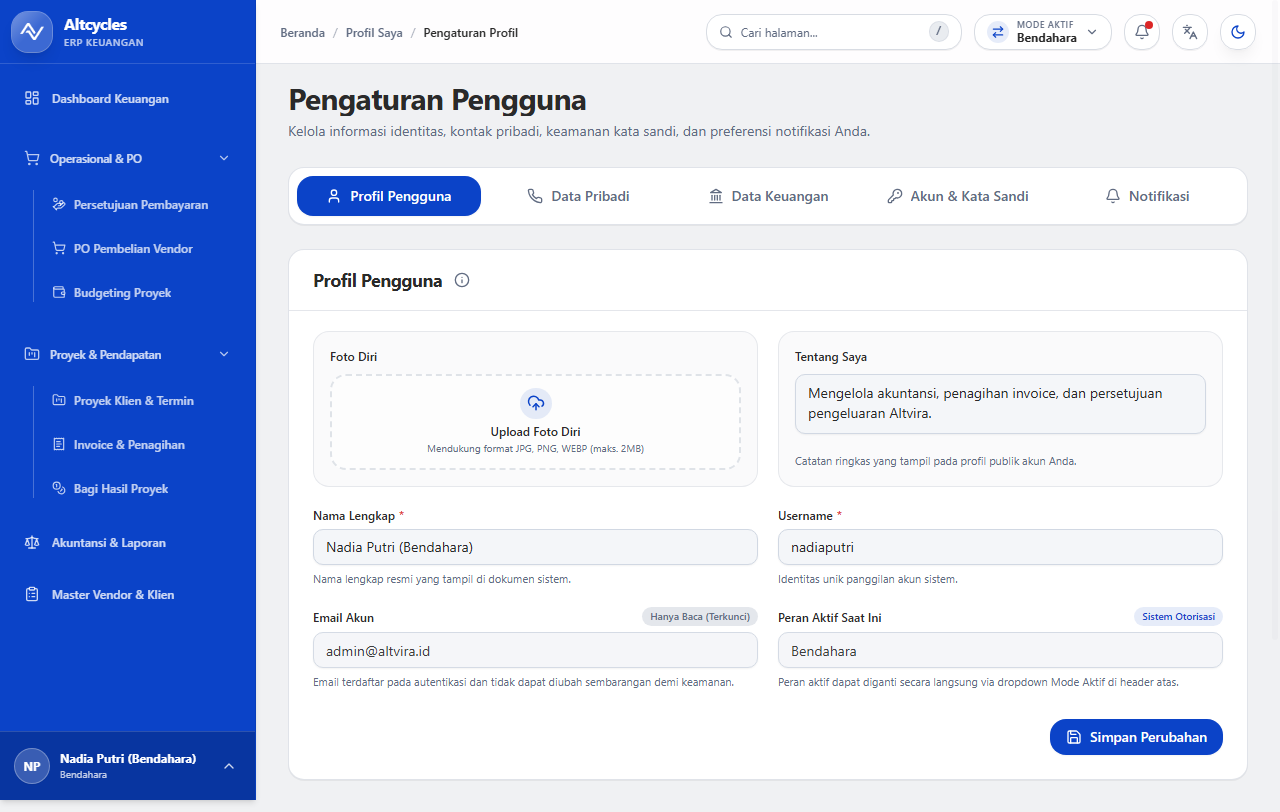 Altcycles
ERP KEUANGAN
Dashboard Keuangan
Operasional & PO
Persetujuan Pembayaran
PO Pembelian Vendor
Budgeting Proyek
Proyek & Pendapatan
Proyek Klien & Termin
Invoice & Penagihan
Bagi Hasil Proyek
Akuntansi & Laporan
Master Vendor & Klien
NP
Nadia Putri (Bendahara)
Bendahara
Beranda / Profil Saya / Pengaturan Profil
Cari halaman... /
MODE AKTIF
Bendahara
Pengaturan Pengguna
Kelola informasi identitas, kontak pribadi, keamanan kata sandi, dan preferensi notifikasi Anda.
Profil Pengguna
Data Pribadi
Data Keuangan
Akun & Kata Sandi
Notifikasi
Profil Pengguna
Foto Diri
Upload Foto Diri
Mendukung format JPG, PNG, WEBP (maks. 2MB)
Tentang Saya
Mengelola akuntansi, penagihan invoice, dan persetujuan
pengeluaran Altvira.
Catatan ringkas yang tampil pada profil publik akun Anda.
Nama Lengkap *
Nadia Putri (Bendahara)
Nama lengkap resmi yang tampil di dokumen sistem.
Username *
nadiaputri
Identitas unik panggilan akun sistem.
Email Akun
Hanya Baca (Terkunci)
admin@altvira.id
Email terdaftar pada autentikasi dan tidak dapat diubah sembarangan demi keamanan.
Peran Aktif Saat Ini
Sistem Otorisasi
Bendahara
Peran aktif dapat diganti secara langsung via dropdown Mode Aktif di header atas.
Simpan Perubahan